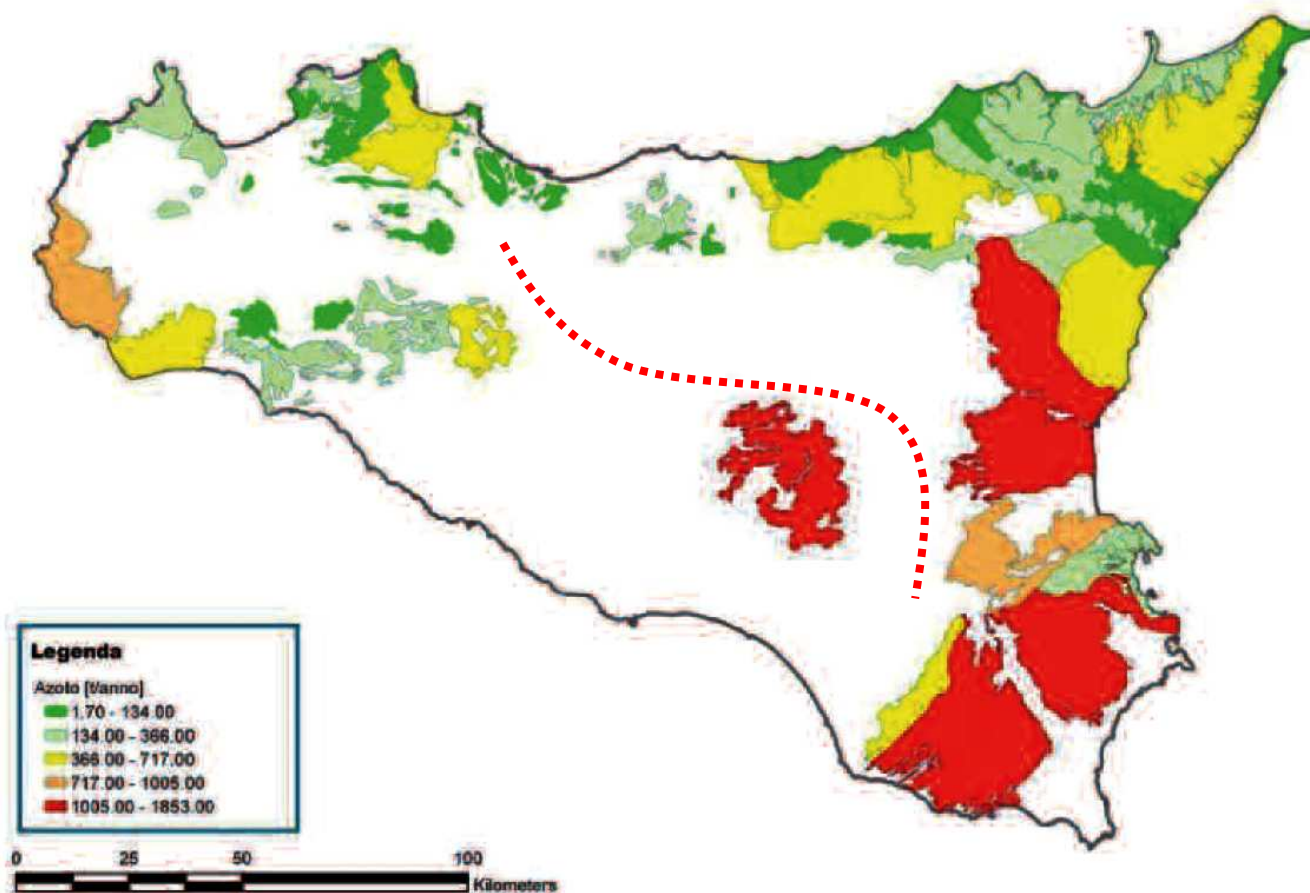 Legenda
Azoto [t/anno]
1.70 - 134.00
134.00 - 366.00
366.00 - 717.00
717.00 - 1005.00
1005.00 - 1853.00
0 25 50 100
Kilometers